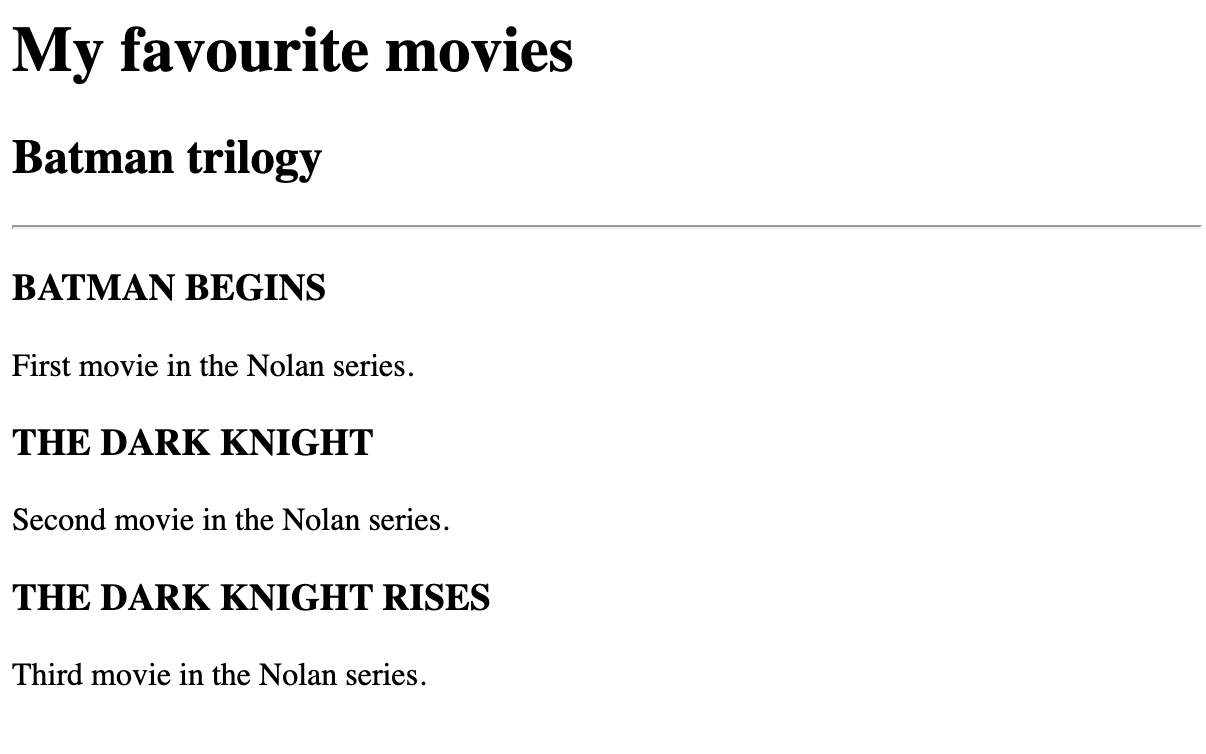 My favourite movies
Batman trilogy
BATMAN BEGINS
First movie in the Nolan series.
THE DARK KNIGHT
Second movie in the Nolan series.
THE DARK KNIGHT RISES
Third movie in the Nolan series.